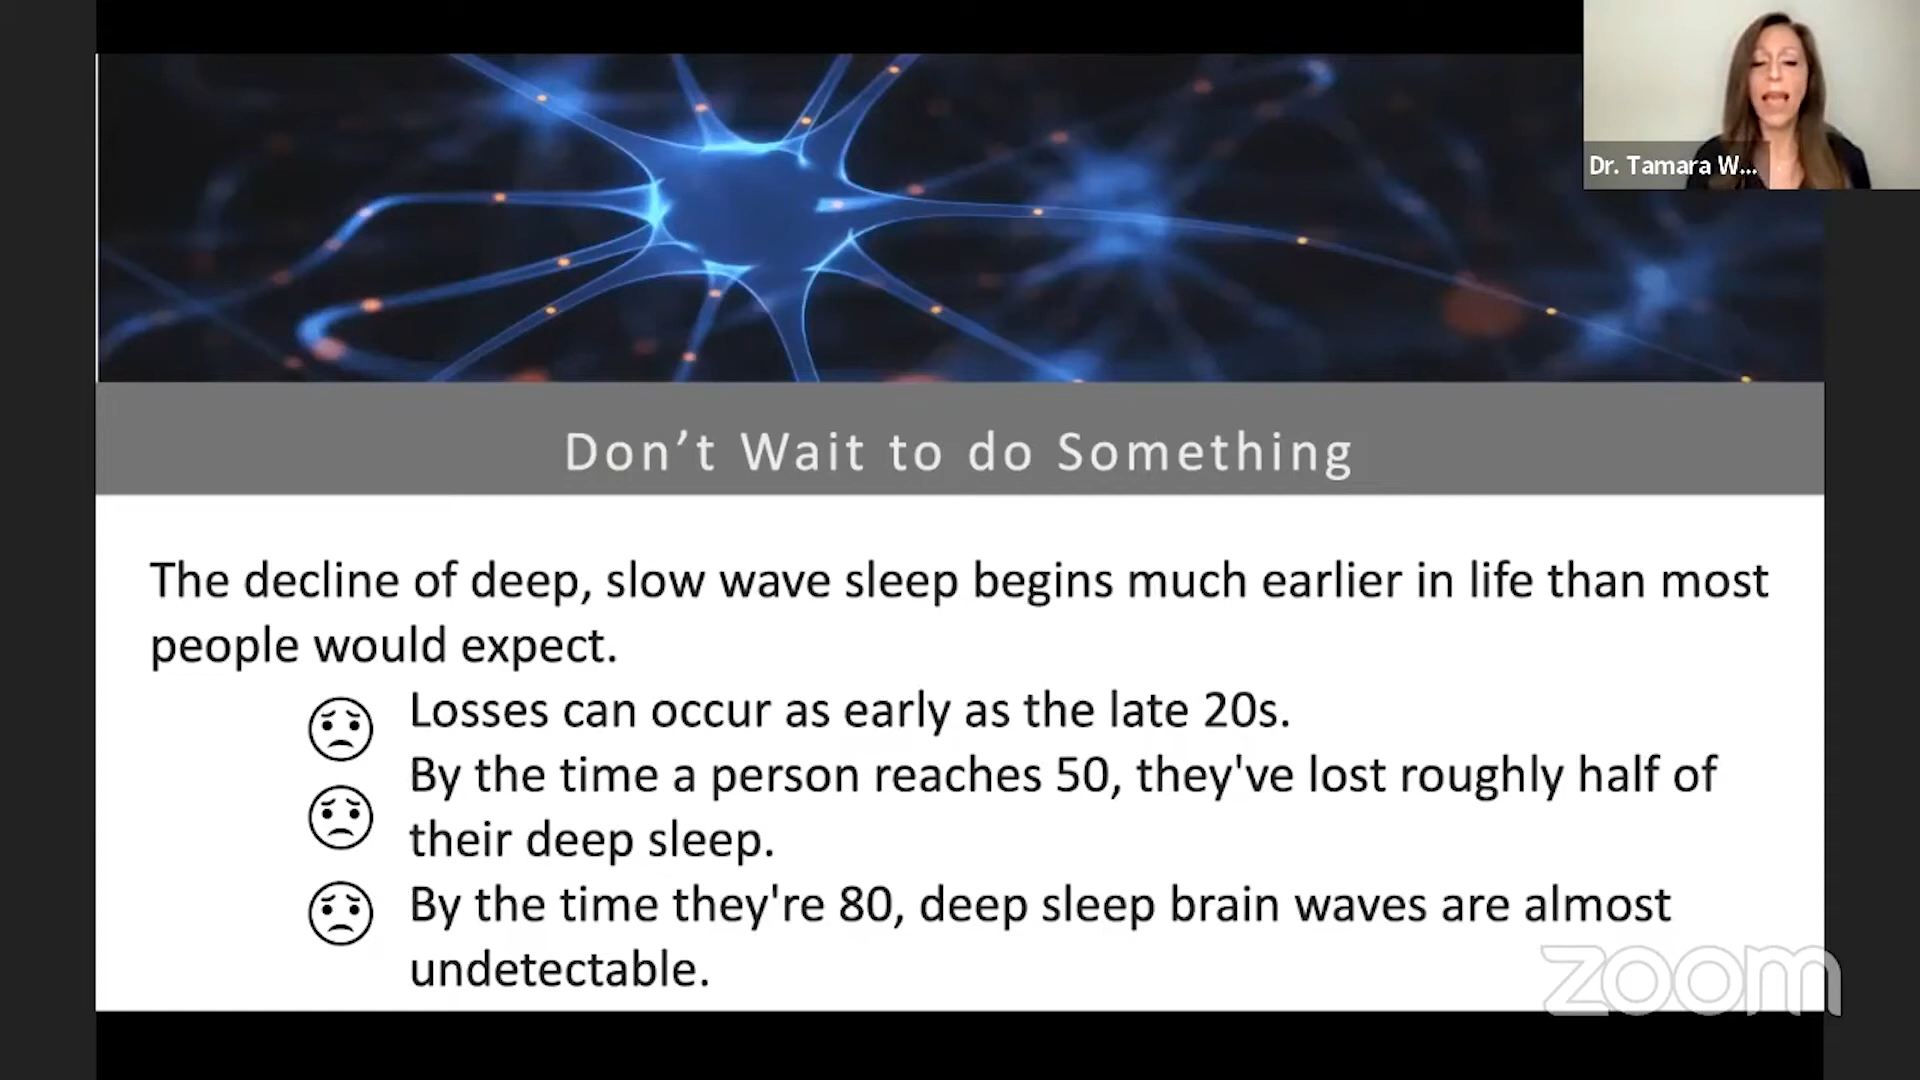 Dr. Tamara W...
Don’t Wait to do Something
The decline of deep, slow wave sleep begins much earlier in life than most
people would expect.
Losses can occur as early as the late 20s.
By the time a person reaches 50, they've lost roughly half of
their deep sleep.
By the time they're 80, deep sleep brain waves are almost
undetectable.
zoom